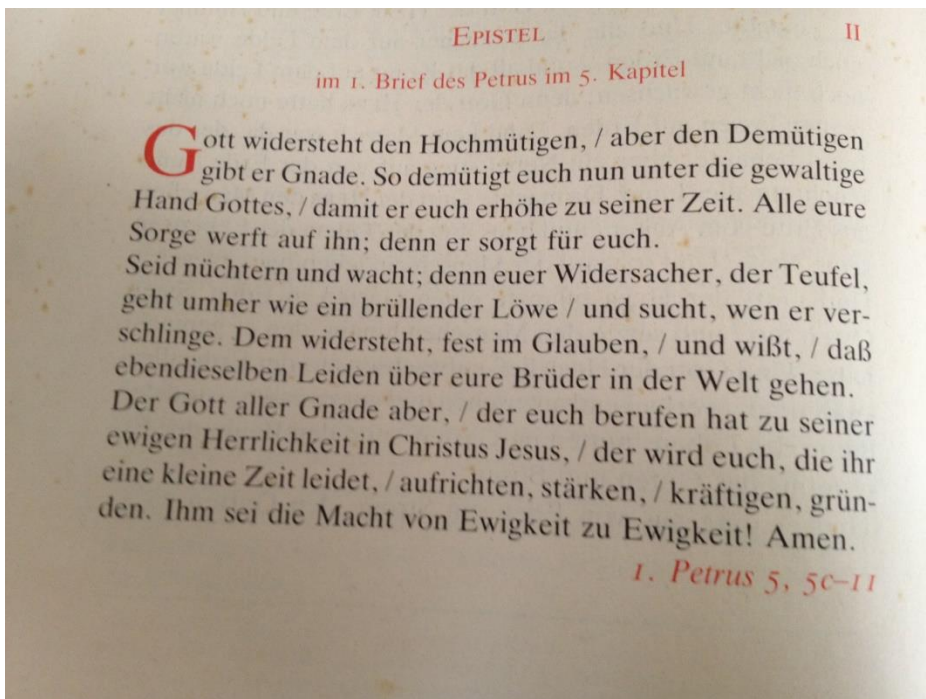 EPISTEL II
im 1. Brief des Petrus im 5. Kapitel
Gott widersteht den Hochmütigen, / aber den Demütigen
gibt er Gnade. So demütigt euch nun unter die gewaltige
Hand Gottes, / damit er euch erhöhe zu seiner Zeit. Alle eure
Sorge werft auf ihn; denn er sorgt für euch.
Seid nüchtern und wacht; denn euer Widersacher, der Teufel,
geht umher wie ein brüllender Löwe / und sucht, wen er ver-
schlinge. Dem widersteht, fest im Glauben, / und wißt, / daß
ebendieselben Leiden über eure Brüder in der Welt gehen.
Der Gott aller Gnade aber, / der euch berufen hat zu seiner
ewigen Herrlichkeit in Christus Jesus, / der wird euch, die ihr
eine kleine Zeit leidet, / aufrichten, stärken, / kräftigen, grün-
den. Ihm sei die Macht von Ewigkeit zu Ewigkeit! Amen.
1. Petrus 5, 5c–11